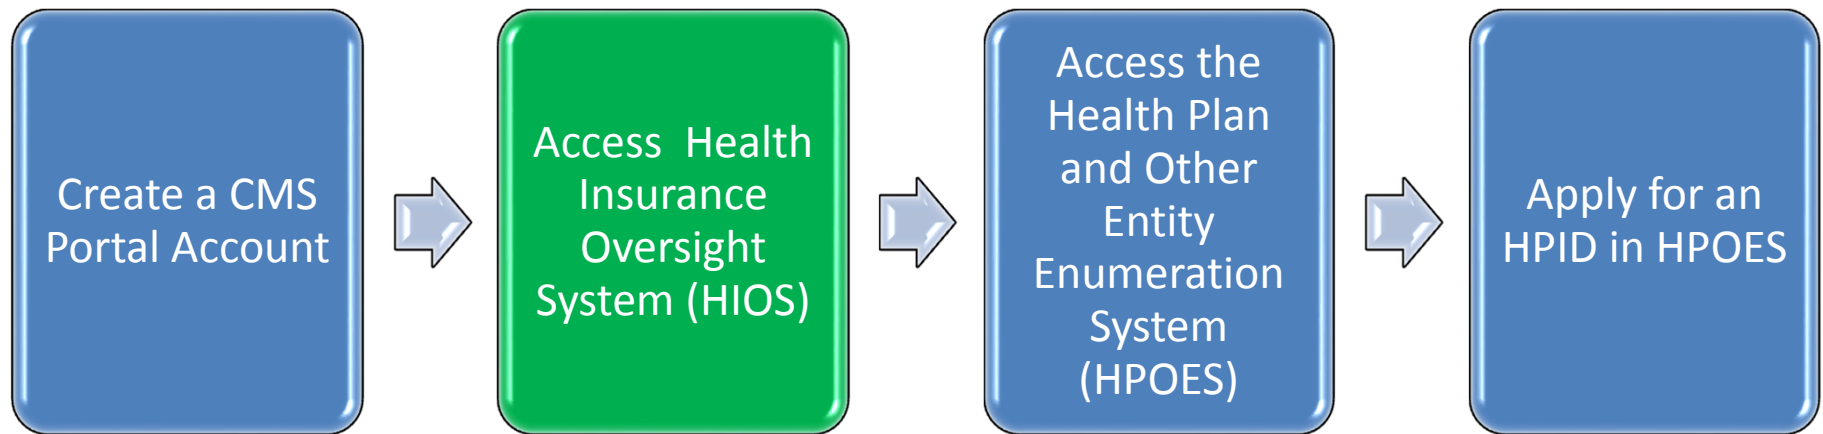 Create a CMS
Portal Account
Access  Health
Insurance
Oversight
System (HIOS)
Access the
Health Plan
and Other
Entity
Enumeration
System
(HPOES)
Apply for an
HPID in HPOES